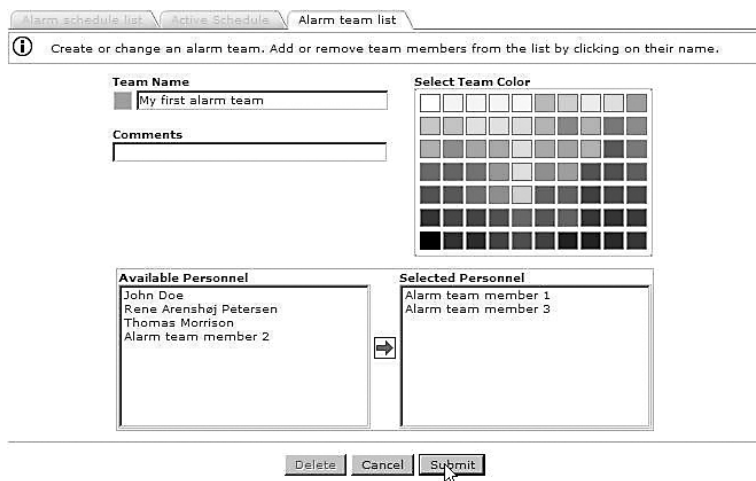 Alarm schedule list Active Schedule Alarm team list
Create or change an alarm team. Add or remove team members from the list by clicking on their name.
Team Name
My first alarm team
Comments
Select Team Color
Available Personnel
John Doe
Rene Arenshøj Petersen
Thomas Morrison
Alarm team member 2
Selected Personnel
Alarm team member 1
Alarm team member 3
Delete Cancel Submit